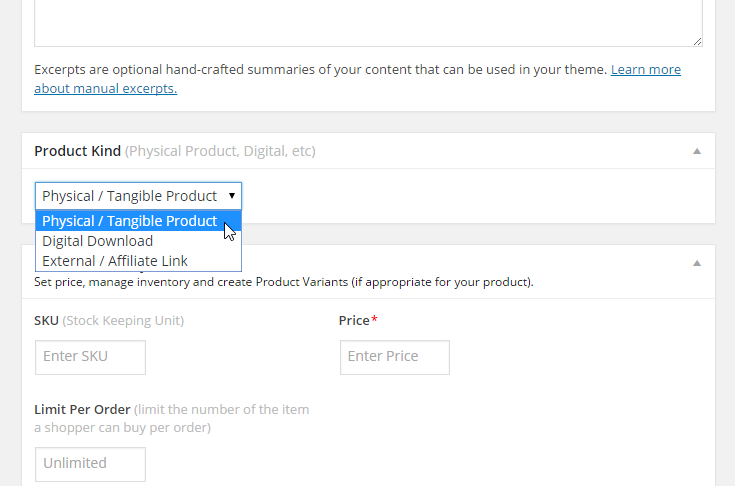 Excerpts are optional hand-crafted summaries of your content that can be used in your theme. Learn more
about manual excerpts.
Product Kind (Physical Product, Digital, etc)
Physical / Tangible Product
Physical / Tangible Product
Digital Download
External / Affiliate Link
Set price, manage inventory and create Product Variants (if appropriate for your product).
SKU (Stock Keeping Unit)
Price*
Enter SKU
Enter Price
Limit Per Order (limit the number of the item
a shopper can buy per order)
Unlimited